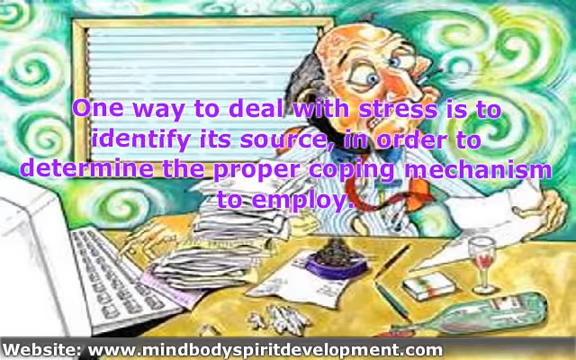 One way to deal with stress is to
identify its source, in order to
determine the proper coping mechanism
to employ.
Website: www.mindbodyspiritdevelopment.com